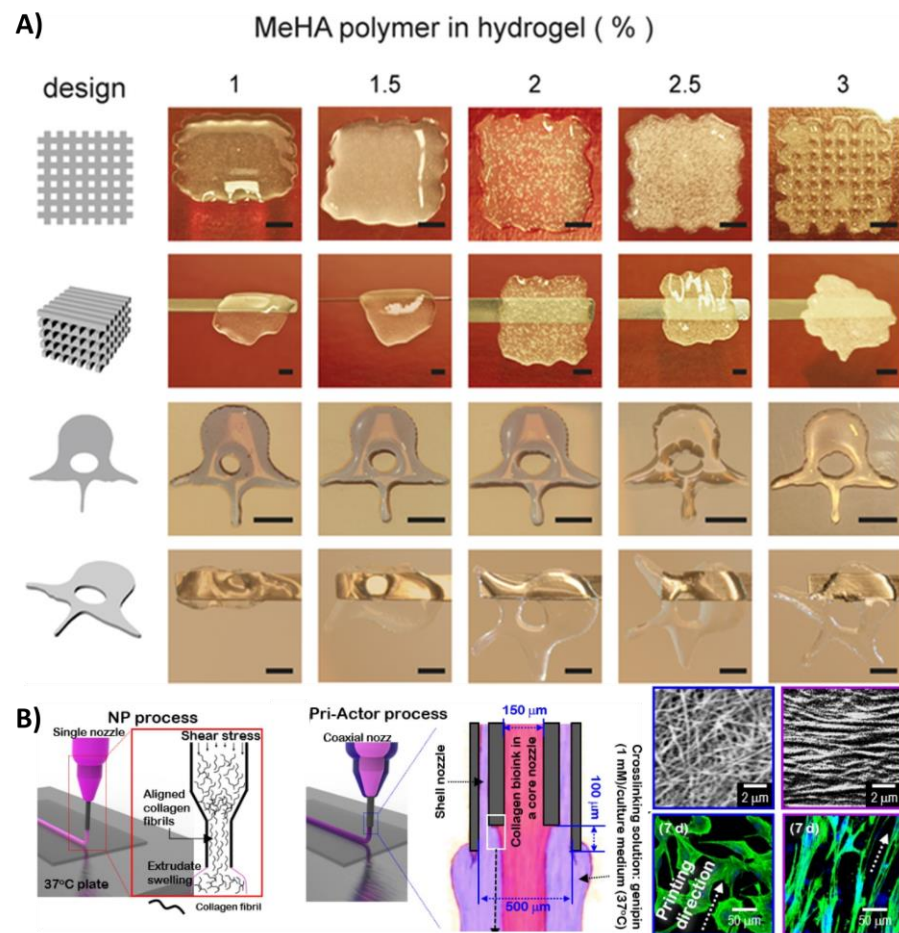 A)
MeHA polymer in hydrogel ( % )
design
1
1.5
2
2.5
3
B)
NP process
Single nozzle
Shear stress
Aligned
collagen
fibrils
Extrudate
swelling
37°C plate
Collagen fibril
Pri-Actor process
Coaxial nozz
150 μm
Shell nozzle
Collagen bioink in
a core nozzle
100 μm
500 μm
Crosslinking solution: genipin
(1 mM)/culture medium (37°C)
2 μm
2 μm
(7 d)
Printing
direction
50 μm
(7 d)
50 μm